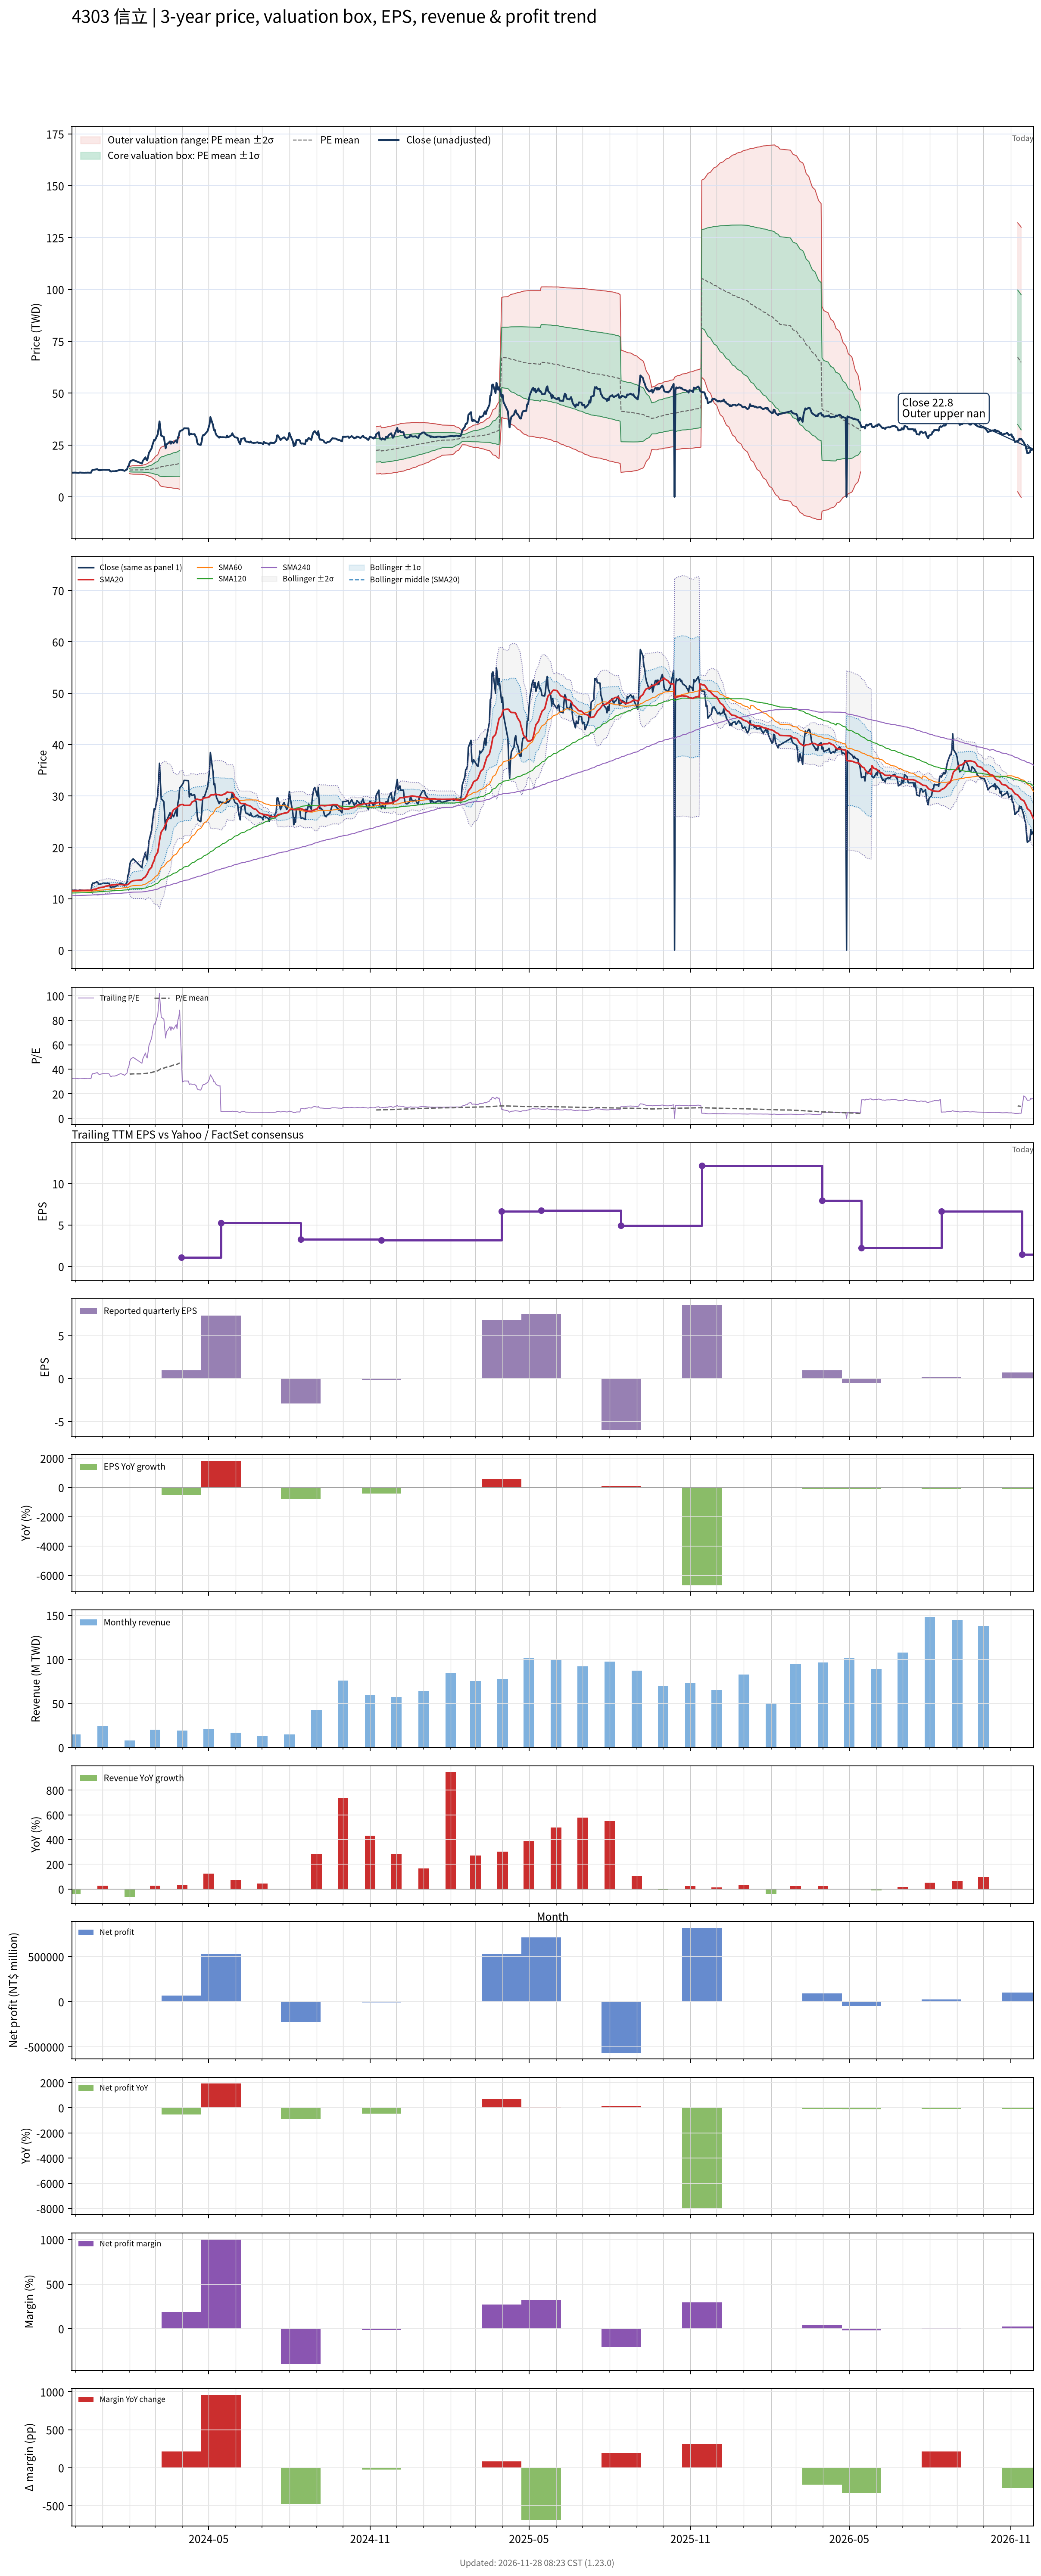 4303 信立 | 3-year price, valuation box, EPS, revenue & profit trend
Outer valuation range: PE mean ±2σ
PE mean
Close (unadjusted)
Core valuation box: PE mean ±1σ
Today
Price (TWD)
175
150
125
100
75
50
25
0
Close 22.8
Outer upper nan
Close (same as panel 1)
SMA60
SMA240
Bollinger ±1σ
SMA20
SMA120
Bollinger ±2σ
Bollinger middle (SMA20)
Price
70
60
50
40
30
20
10
0
Trailing P/E
P/E mean
P/E
100
80
60
40
20
0
Trailing TTM EPS vs Yahoo / FactSet consensus
Today
EPS
10
5
0
Reported quarterly EPS
EPS
5
0
-5
EPS YoY growth
YoY (%)
2000
0
-2000
-4000
-6000
Monthly revenue
Revenue (M TWD)
150
100
50
0
Revenue YoY growth
YoY (%)
800
600
400
200
0
Month
Net profit
Net profit (NT$ million)
500000
0
-500000
Net profit YoY
YoY (%)
2000
0
-2000
-4000
-6000
-8000
Net profit margin
Margin (%)
1000
500
0
Margin YoY change
Δ margin (pp)
1000
500
0
-500
2024-05
2024-11
2025-05
2025-11
2026-05
2026-11
Updated: 2026-11-28 08:23 CST (1.23.0)